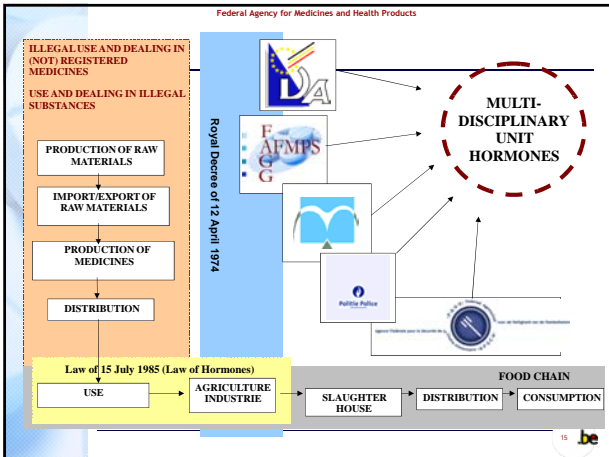 Federal Agency for Medicines and Health Products
ILLEGAL USE AND DEALING IN
(NOT) REGISTERED
MEDICINES
USE AND DEALING IN ILLEGAL
SUBSTANCES
PRODUCTION OF RAW
MATERIALS
IMPORT/EXPORT OF
RAW MATERIALS
PRODUCTION OF
MEDICINES
DISTRIBUTION
Royal Decree of 12 April 1974
FAGG
AFMPS
Politie Police
MULTI-
DISCIPLINARY
UNIT
HORMONES
Law of 15 July 1985 (Law of Hormones)
USE
AGRICULTURE
INDUSTRIE
FOOD CHAIN
SLAUGHTER
HOUSE
DISTRIBUTION
CONSUMPTION
15
.be